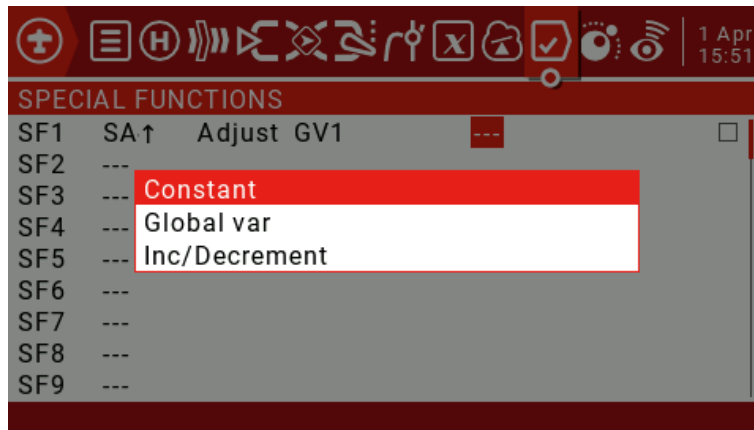 1 Apr
15:51
SPECIAL FUNCTIONS
SF1 SA↑ Adjust GV1 ---
SF2 ---
SF3 ---
Constant
SF4 ---
Global var
SF5 ---
Inc/Decrement
SF6 ---
SF7 ---
SF8 ---
SF9 ---